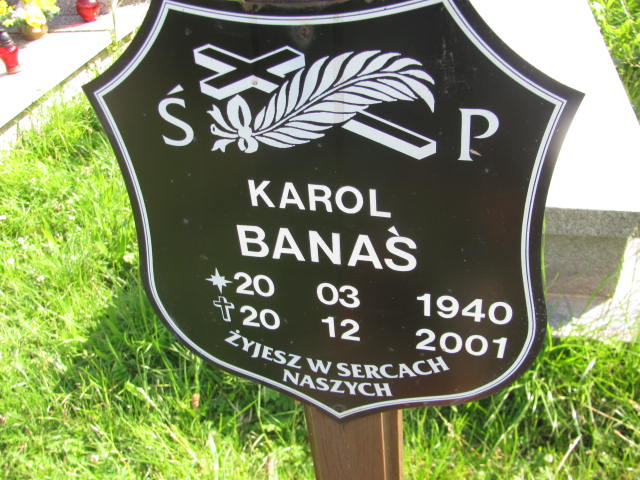 Ś P
KAROL
BANAŚ
20 03 1940
20 12 2001
ŻYJESZ W SERCACH
NASZYCH